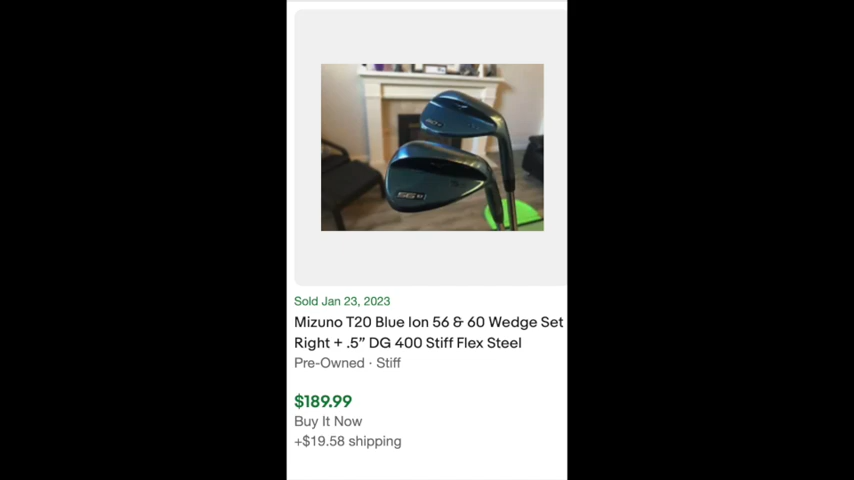 Sold Jan 23, 2023
Mizuno T20 Blue Ion 56 & 60 Wedge Set
Right + .5” DG 400 Stiff Flex Steel
Pre-Owned · Stiff
$189.99
Buy It Now
+$19.58 shipping